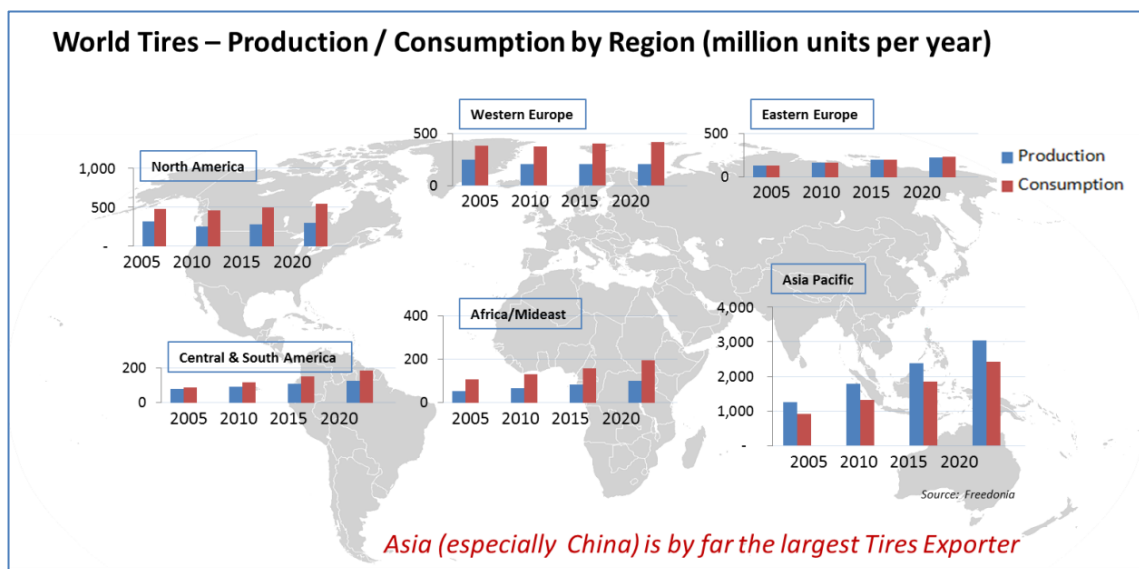 World Tires – Production / Consumption by Region (million units per year)
Western Europe
500
0
2005 2010 2015 2020
Eastern Europe
500
0
2005 2010 2015 2020
Production
Consumption
North America
1,000
500
-
2005 2010 2015 2020
Asia Pacific
4,000
3,000
2,000
1,000
-
2005 2010 2015 2020
Africa/Mideast
400
200
0
2005 2010 2015 2020
Central & South America
200
0
2005 2010 2015 2020
Source: Freedonia
Asia (especially China) is by far the largest Tires Exporter